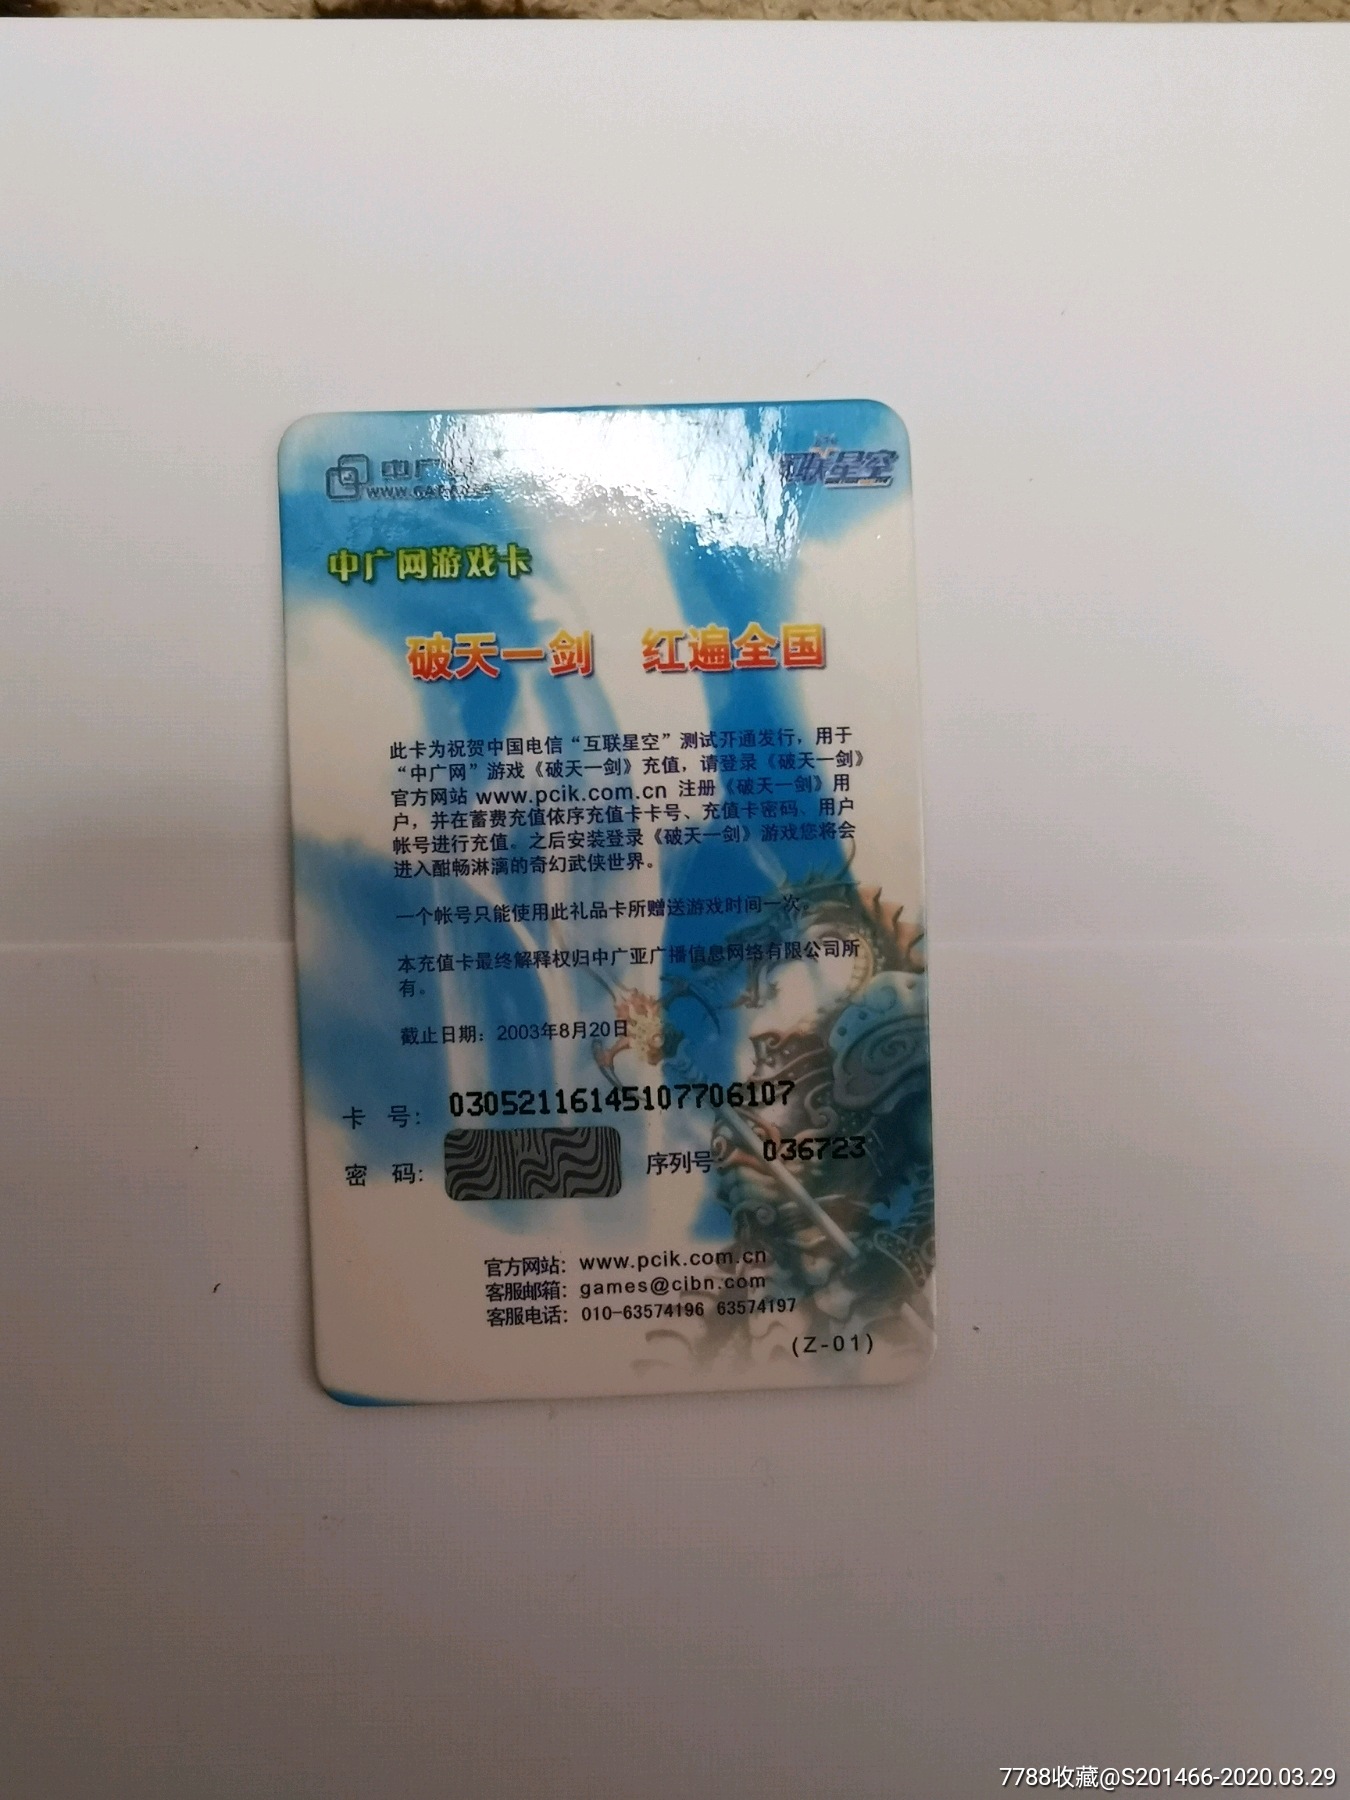 中广
互联星空
中广网游戏卡
破天一剑 红遍全国
此卡为祝贺中国电信“互联星空”测试开通发行，用于
“中广网”游戏《破天一剑》充值，请登录《破天一剑》
官方网站 www.pcik.com.cn 注册《破天一剑》用
户，并在蓄费充值依序充值卡卡号、充值卡密码、用户
帐号进行充值。之后安装登录《破天一剑》游戏您将会
进入酣畅淋漓的奇幻武侠世界。
一个帐号只能使用此礼品卡所赠送游戏时间一次。
本充值卡最终解释权归中广亚广播信息网络有限公司所
有。
截止日期：2003年8月20日
卡 号： 03052116145107706107
密 码： 序列号： 036723
官方网站：www.pcik.com.cn
客服邮箱：games@cibn.com
客服电话：010-63574196 63574197
(Z-01)
7788收藏@S201466-2020.03.29